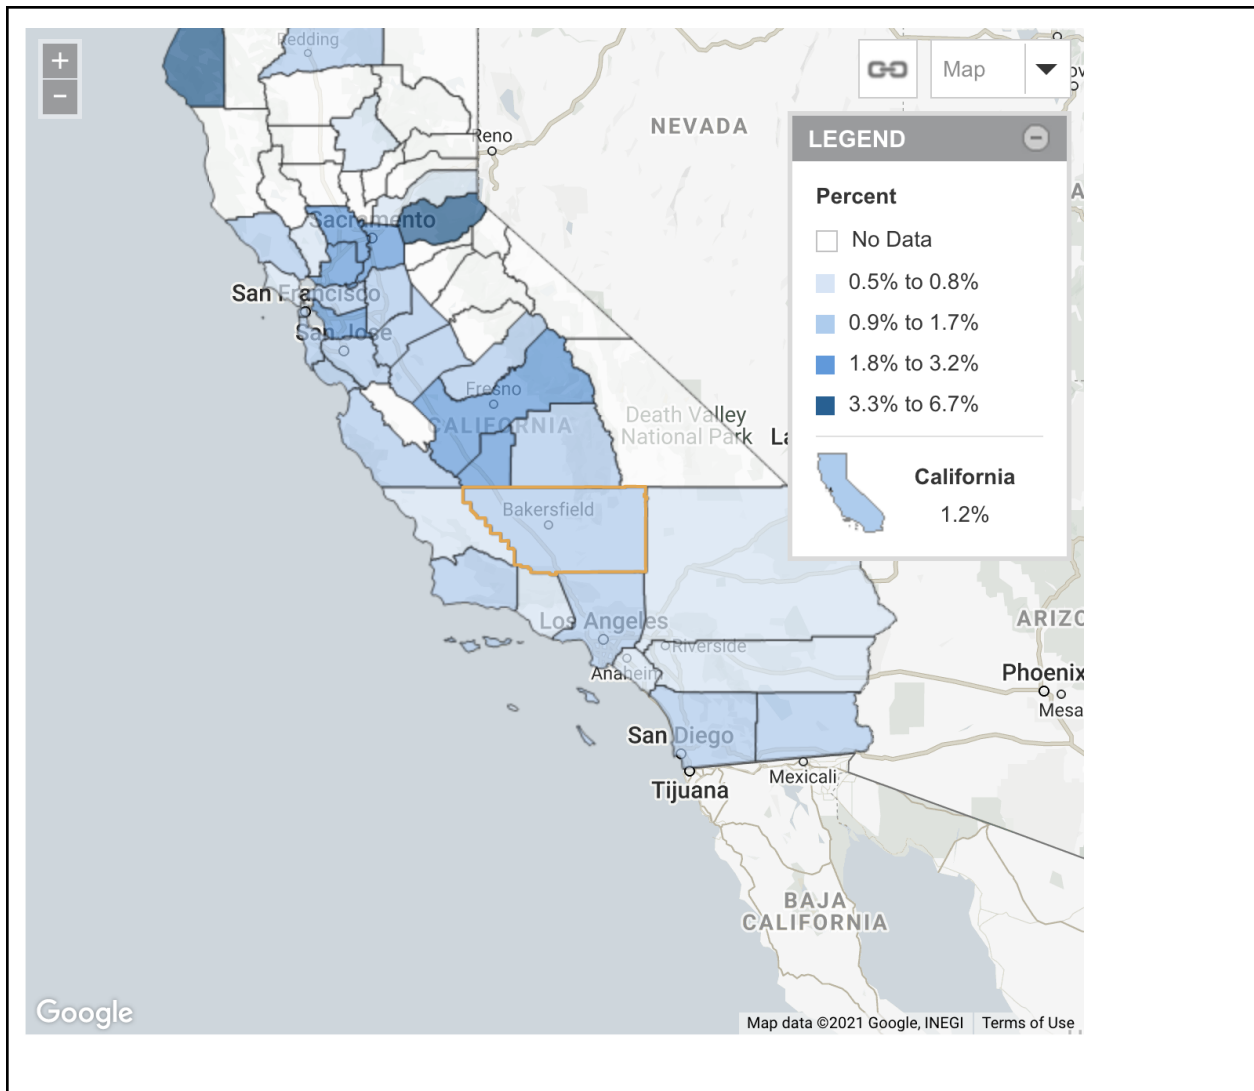 +
−
Redding
Map
NEVADA
Reno
LEGEND
Percent
No Data
0.5% to 0.8%
0.9% to 1.7%
1.8% to 3.2%
3.3% to 6.7%
California
1.2%
Sacramento
San Francisco
San Jose
Fresno
CALIFORNIA
Death Valley
National Park
Bakersfield
Los Angeles
Riverside
Anaheim
ARIZO
Phoenix
Mesa
San Diego
Tijuana
Mexicali
BAJA
CALIFORNIA
Google
Map data ©2021 Google, INEGI
Terms of Use